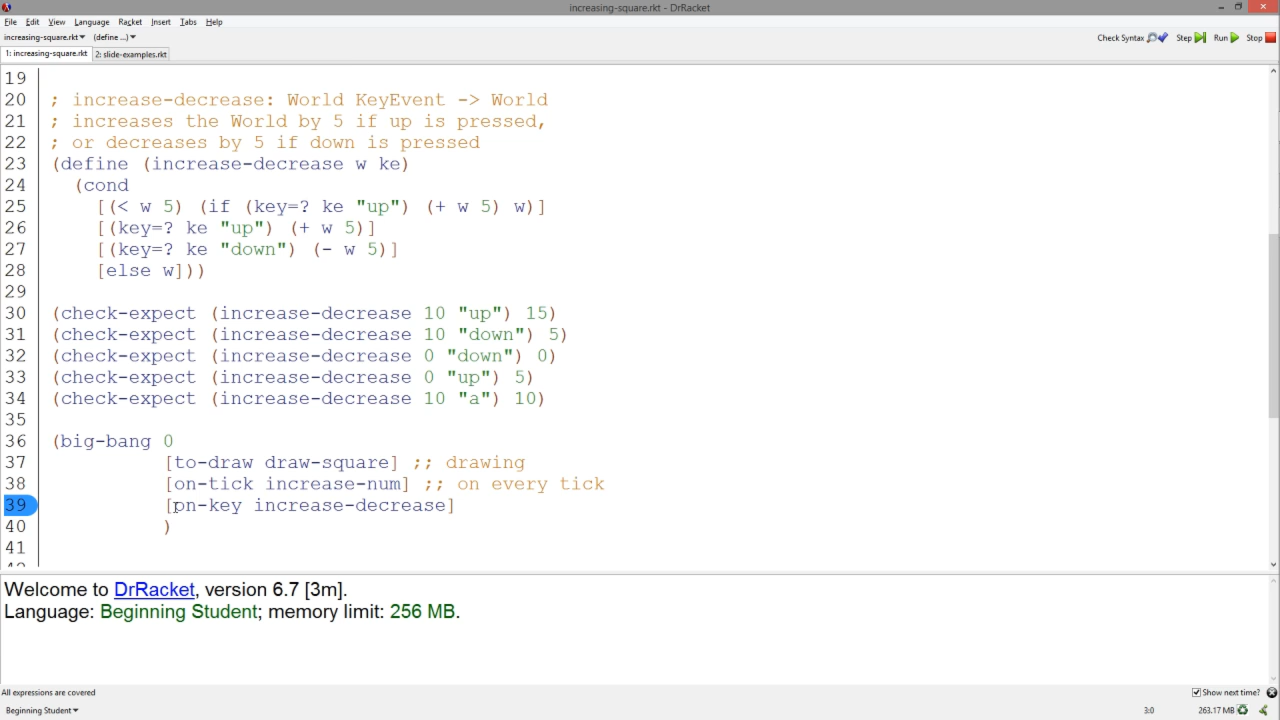 increasing-square.rkt - DrRacket
File Edit View Language Racket Insert Tabs Help
increasing-square.rkt▾ (define ...)▾ Check Syntax Step Run Stop
1: increasing-square.rkt 2: slide-examples.rkt
19
20 ; increase-decrease: World KeyEvent -> World
21 ; increases the World by 5 if up is pressed,
22 ; or decreases by 5 if down is pressed
23 (define (increase-decrease w ke)
24 (cond
25 [(< w 5) (if (key=? ke "up") (+ w 5) w)]
26 [(key=? ke "up") (+ w 5)]
27 [(key=? ke "down") (- w 5)]
28 [else w]))
29
30 (check-expect (increase-decrease 10 "up") 15)
31 (check-expect (increase-decrease 10 "down") 5)
32 (check-expect (increase-decrease 0 "down") 0)
33 (check-expect (increase-decrease 0 "up") 5)
34 (check-expect (increase-decrease 10 "a") 10)
35
36 (big-bang 0
37 [to-draw draw-square] ;; drawing
38 [on-tick increase-num] ;; on every tick
39 [pn-key increase-decrease]
40 )
41
Welcome to DrRacket, version 6.7 [3m].
Language: Beginning Student; memory limit: 256 MB.
All expressions are covered Show next time?
Beginning Student▾ 3:0 263.17 MB